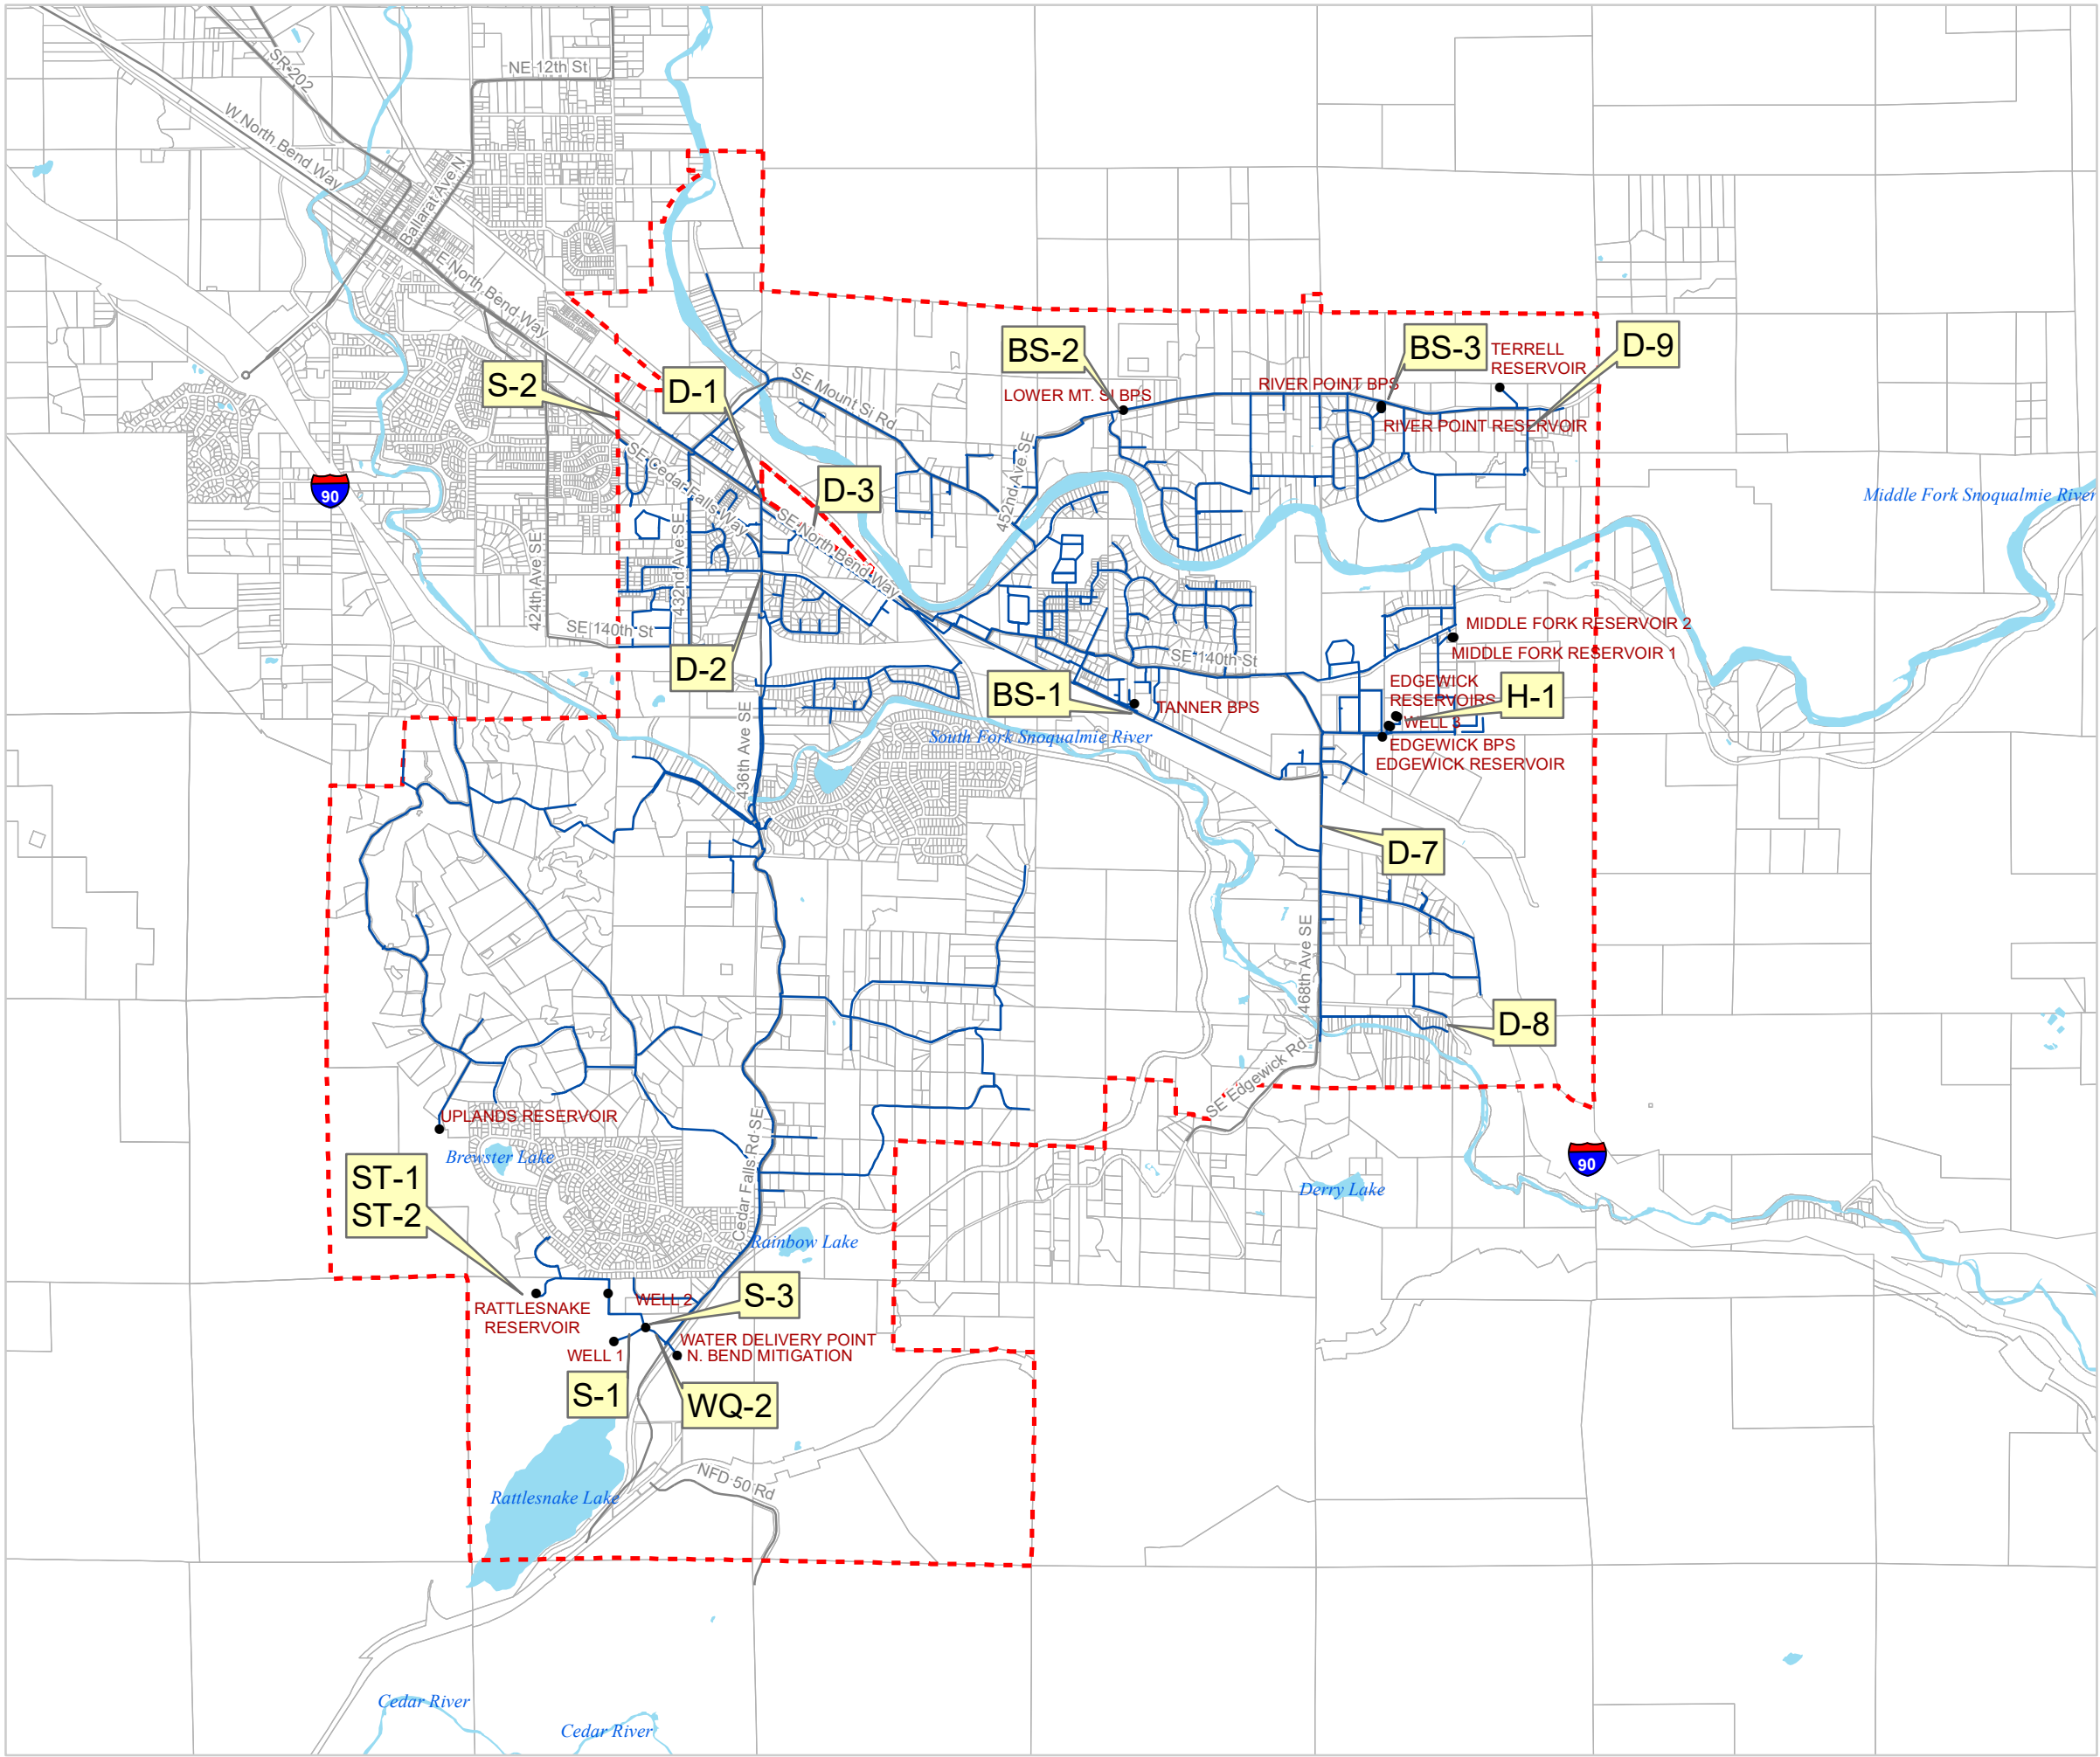 NE 12th St
SR-202
W North Bend Way
Ballarat Ave N
E North Bend Way
BS-2
BS-3
TERRELL
RESERVOIR
D-9
S-2
D-1
SE Mount Si Rd
LOWER MT. SI BPS
RIVER POINT BPS
RIVER POINT RESERVOIR
SE Cedar Falls Way
D-3
452nd Ave SE
90
Middle Fork Snoqualmie River
SE North Bend Way
424th Ave SE
432nd Ave SE
SE 140th St
D-2
MIDDLE FORK RESERVOIR 2
MIDDLE FORK RESERVOIR 1
SE 140th St
BS-1
TANNER BPS
EDGEWICK
RESERVOIRS
H-1
WELL 3
South Fork Snoqualmie River
EDGEWICK BPS
EDGEWICK RESERVOIR
436th Ave SE
D-7
468th Ave SE
D-8
SE Edgewick Rd
UPLANDS RESERVOIR
Brewster Lake
Cedar Falls Rd SE
90
ST-1
ST-2
Derry Lake
Rainbow Lake
WELL 2
S-3
RATTLESNAKE
RESERVOIR
WELL 1
WATER DELIVERY POINT
N. BEND MITIGATION
S-1
WQ-2
NFD 50 Rd
Rattlesnake Lake
Cedar River
Cedar River